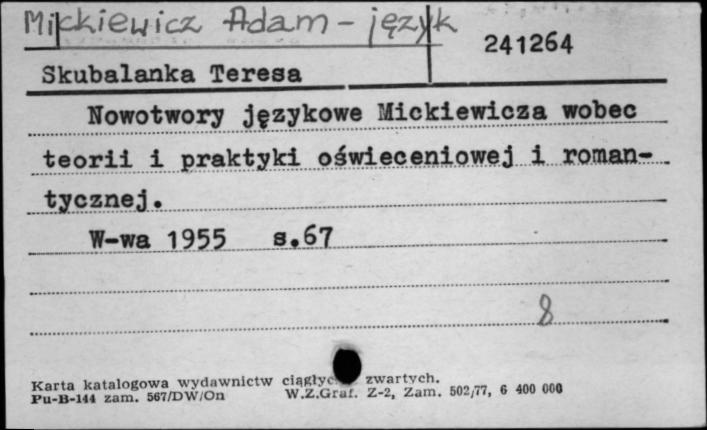 Mickiewicz Adam - język
241264
Skubalanka Teresa
Nowotwory językowe Mickiewicza wobec
teorii i praktyki oświeceniowej i roman-
tycznej.
W-wa 1955 s.67
8
Karta katalogowa wydawnictw zwartych.
Pu-B-144 zam. 567/DW/On W.Z.Graf. Z-2, Zam. 502/77, 6 400 000